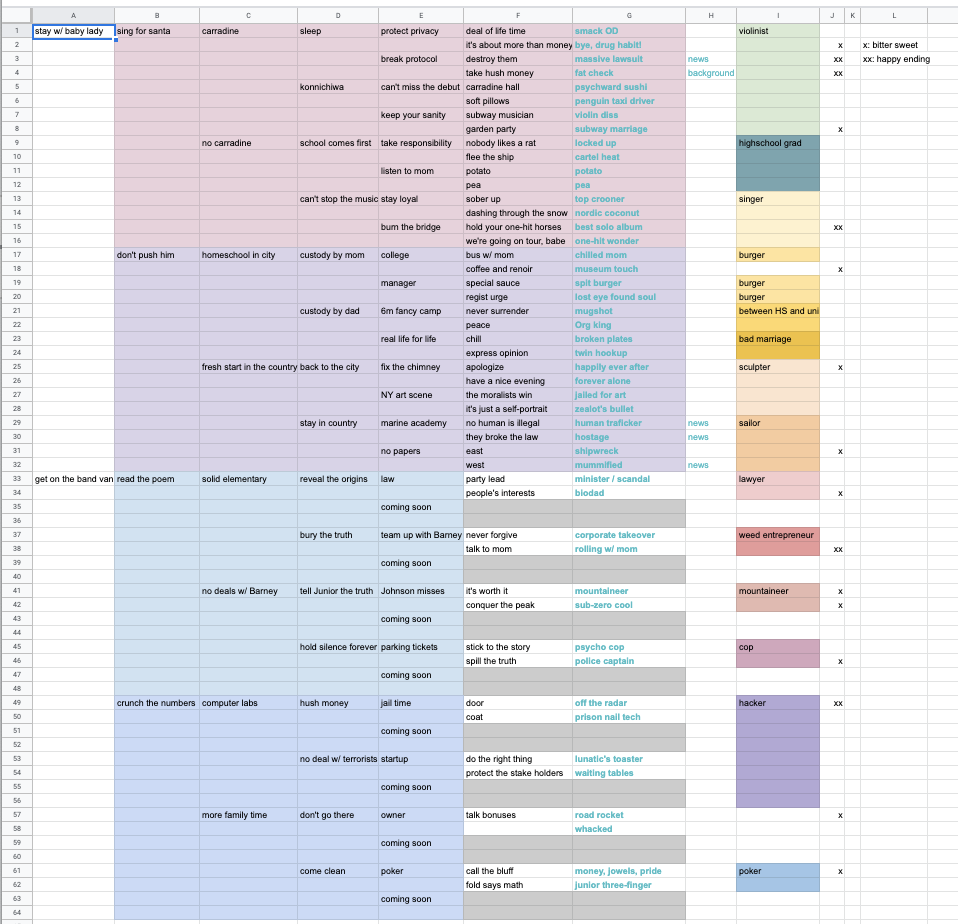 A B C D E F G H I J K L
1 stay w/ baby lady sing for santa carradine sleep protect privacy deal of life time smack OD violinist
2 it's about more than money bye, drug habit! x x: bitter sweet
3 break protocol destroy them massive lawsuit news xx xx: happy ending
4 take hush money fat check background xx
5 konnichiwa can't miss the debut carradine hall psychward sushi
6 soft pillows penguin taxi driver
7 keep your sanity subway musician violin diss
8 garden party subway marriage x
9 no carradine school comes first take responsibility nobody likes a rat locked up highschool grad
10 flee the ship cartel heat
11 listen to mom potato potato
12 pea pea
13 can't stop the music stay loyal sober up top crooner singer
14 dashing through the snow nordic coconut
15 burn the bridge hold your one-hit horses best solo album xx
16 we're going on tour, babe one-hit wonder
17 don't push him homeschool in city custody by mom college bus w/ mom chilled mom burger
18 coffee and renoir museum touch x
19 manager special sauce spit burger burger
20 regist urge lost eye found soul burger
21 custody by dad 6m fancy camp never surrender mugshot between HS and uni
22 peace Org king
23 real life for life chill broken plates bad marriage
24 express opinion twin hookup
25 fresh start in the country back to the city fix the chimney apologize happily ever after sculpter x
26 have a nice evening forever alone
27 NY art scene the moralists win jailed for art
28 it's just a self-portrait zealot's bullet
29 stay in country marine academy no human is illegal human traficker news sailor
30 they broke the law hostage news
31 no papers east shipwreck x
32 west mummified news
33 get on the band van read the poem solid elementary reveal the origins law party lead minister / scandal lawyer
34 people's interests biodad x
35 coming soon
36
37 bury the truth team up with Barney never forgive corporate takeover weed entrepreneur
38 talk to mom rolling w/ mom xx
39 coming soon
40
41 no deals w/ Barney tell Junior the truth Johnson misses it's worth it mountaineer mountaineer x
42 conquer the peak sub-zero cool x
43 coming soon
44
45 hold silence forever parking tickets stick to the story psycho cop cop
46 spill the truth police captain x
47 coming soon
48
49 crunch the numbers computer labs hush money jail time door off the radar hacker xx
50 coat prison nail tech
51 coming soon
52
53 no deal w/ terrorists startup do the right thing lunatic's toaster
54 protect the stake holders waiting tables
55 coming soon
56
57 more family time don't go there owner talk bonuses road rocket x
58 whacked
59 coming soon
60
61 come clean poker call the bluff money, jowels, pride poker x
62 fold says math junior three-finger
63 coming soon
64